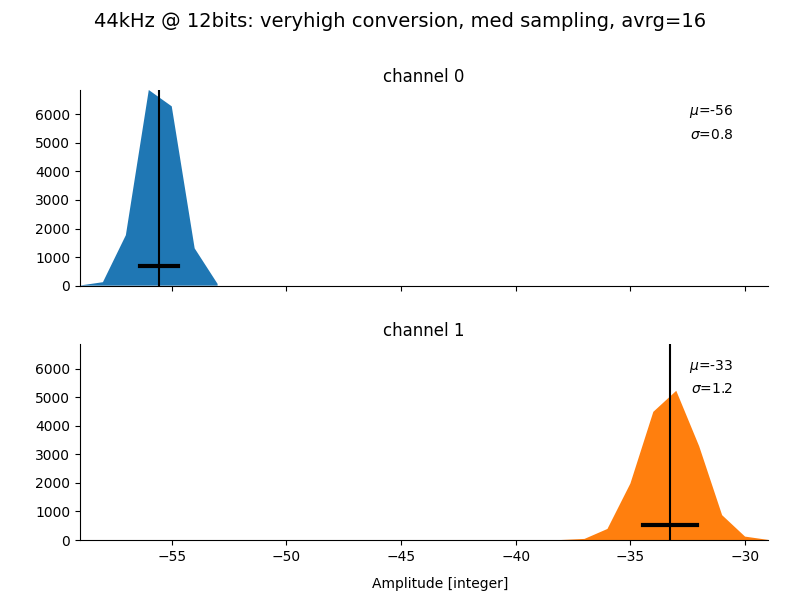 44kHz @ 12bits: veryhigh conversion, med sampling, avrg=16
channel 0
6000
5000
4000
3000
2000
1000
0
μ=-56
σ=0.8
channel 1
6000
5000
4000
3000
2000
1000
0
μ=-33
σ=1.2
−55 −50 −45 −40 −35 −30
Amplitude [integer]